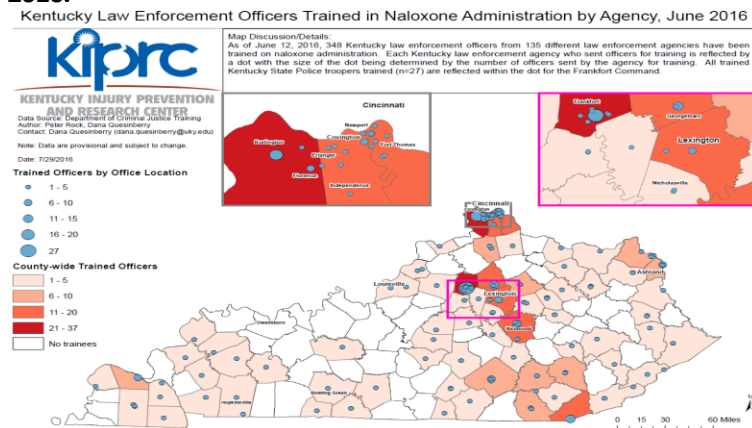 Kentucky Law Enforcement Officers Trained in Naloxone Administration by Agency, June 2016
kiprc
KENTUCKY INJURY PREVENTION
AND RESEARCH CENTER
Data Source: Department of Criminal Justice Training
Author: Peter Rock, Dana Quesinberry
Contact: Dana Quesinberry (dana.quesinberry@uky.edu)
Note: Data are provisional and subject to change.
Date: 7/29/2016
Map Discussion/Details:
As of June 12, 2016, 348 Kentucky law enforcement officers from 135 different law enforcement agencies have been
trained on naloxone administration. Each Kentucky law enforcement agency who sent officers for training is reflected by
a dot with the size of the dot being determined by the number of officers sent by the agency for training. All trained
Kentucky State Police troopers trained (n=27) are reflected within the dot for the Frankfort Command.
Trained Officers by Office Location
1 - 5
6 - 10
11 - 15
16 - 20
27
County-wide Trained Officers
1 - 5
6 - 10
11 - 20
21 - 37
No trainees
Cincinnati
Newport
Covington
Burlington
Erlanger
Fort Thomas
Florence
Independence
Frankfort
Georgetown
Lexington
Nicholasville
Cincinnati
Covington
Ashland
Louisville
Lexington
Richmond
Owensboro
Bowling Green
Hopkinsville
0 15 30 60 Miles
N